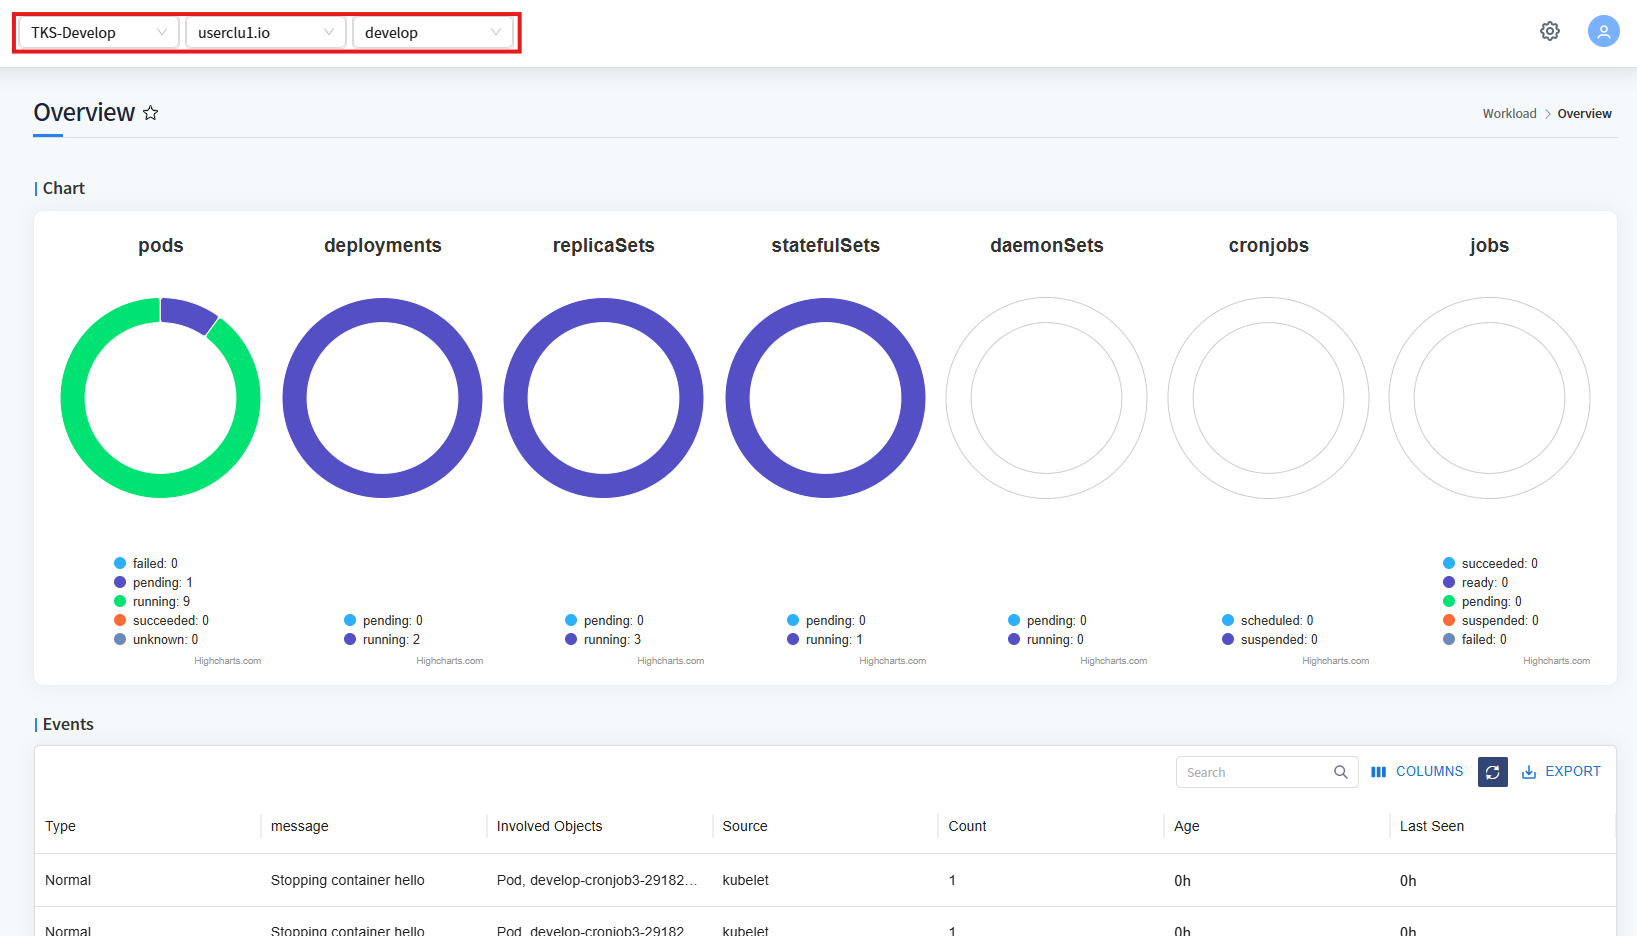 TKS-Develop userclu1.io develop
Overview
Workload > Overview
Chart
pods deployments replicaSets statefulSets daemonSets cronjobs jobs
failed: 0
pending: 1
running: 9
succeeded: 0
unknown: 0
Highcharts.com
pending: 0
running: 2
Highcharts.com
pending: 0
running: 3
Highcharts.com
pending: 0
running: 1
Highcharts.com
pending: 0
running: 0
Highcharts.com
scheduled: 0
suspended: 0
Highcharts.com
succeeded: 0
ready: 0
pending: 0
suspended: 0
failed: 0
Highcharts.com
Events
Search COLUMNS EXPORT
Type message Involved Objects Source Count Age Last Seen
Normal Stopping container hello Pod, develop-cronjob3-29182... kubelet 1 0h 0h
Normal Stopping container hello Pod, develop-cronjob3-29182 kubelet 1 0h 0h